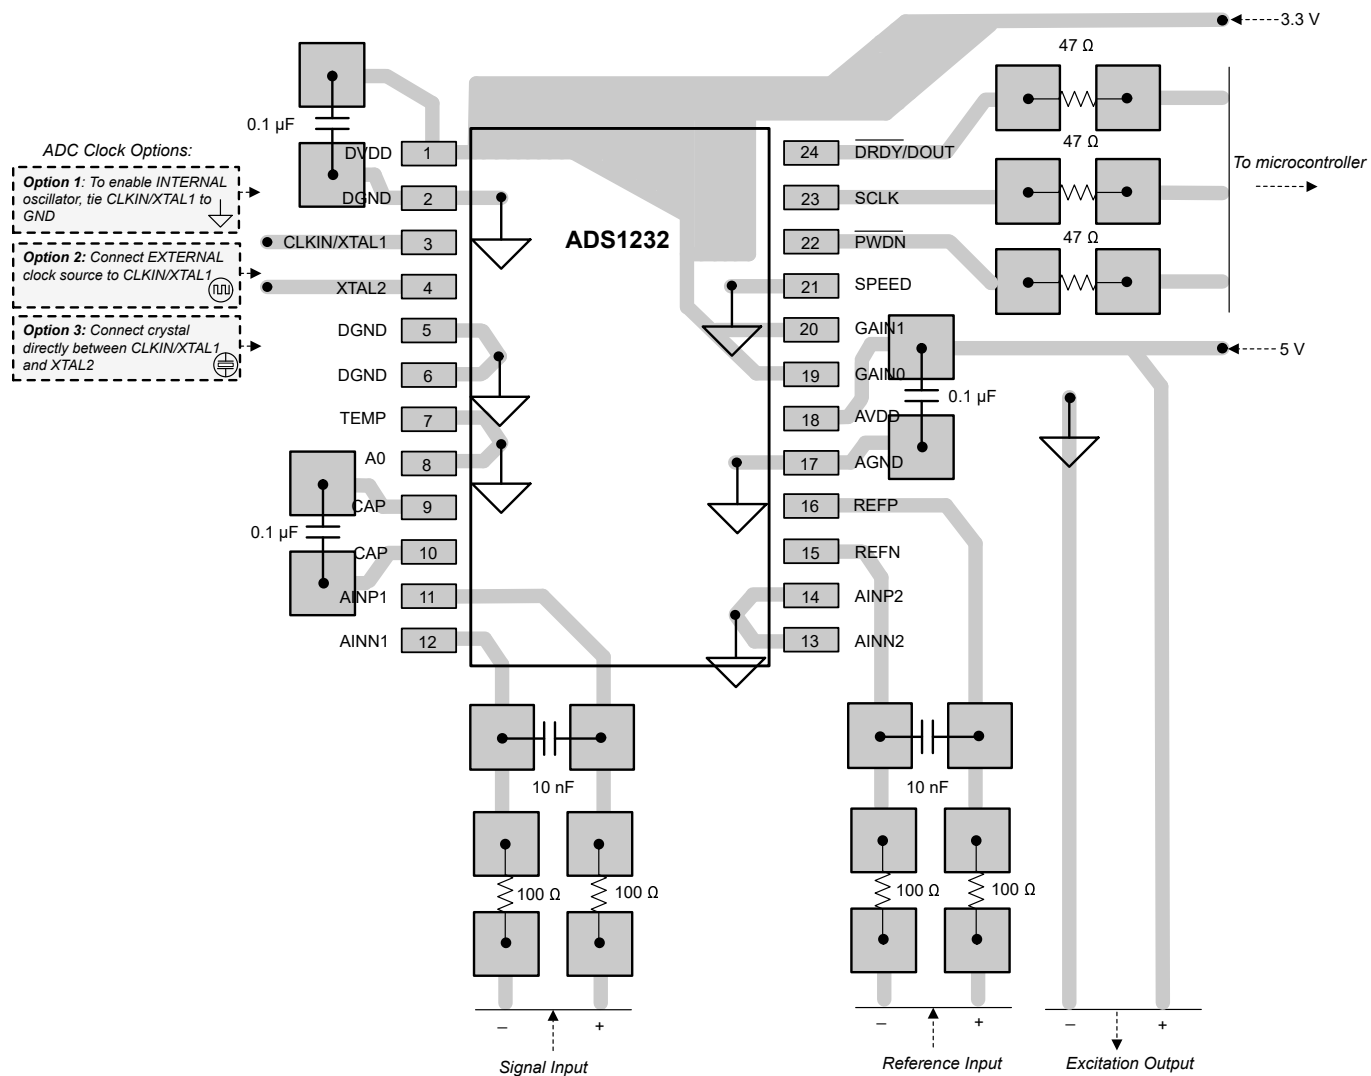 3.3 V
47 Ω
0.1 µF
ADC Clock Options:
DVDD 1
24 DRDY/DOUT
47 Ω
To microcontroller
Option 1: To enable INTERNAL
oscillator, tie CLKIN/XTAL1 to
GND
DGND 2
23 SCLK
ADS1232
CLKIN/XTAL1 3
22 PWDN
47 Ω
Option 2: Connect EXTERNAL
clock source to CLKIN/XTAL1
XTAL2 4
21 SPEED
Option 3: Connect crystal
directly between CLKIN/XTAL1
and XTAL2
DGND 5
20 GAIN1
5 V
DGND 6
19 GAIN0
0.1 µF
TEMP 7
18 AVDD
A0 8
17 AGND
CAP 9
16 REFP
0.1 µF
CAP 10
15 REFN
AINP1 11
14 AINP2
AINN1 12
13 AINN2
10 nF
10 nF
100 Ω
100 Ω
100 Ω
100 Ω
– +
– +
– +
Signal Input
Reference Input
Excitation Output